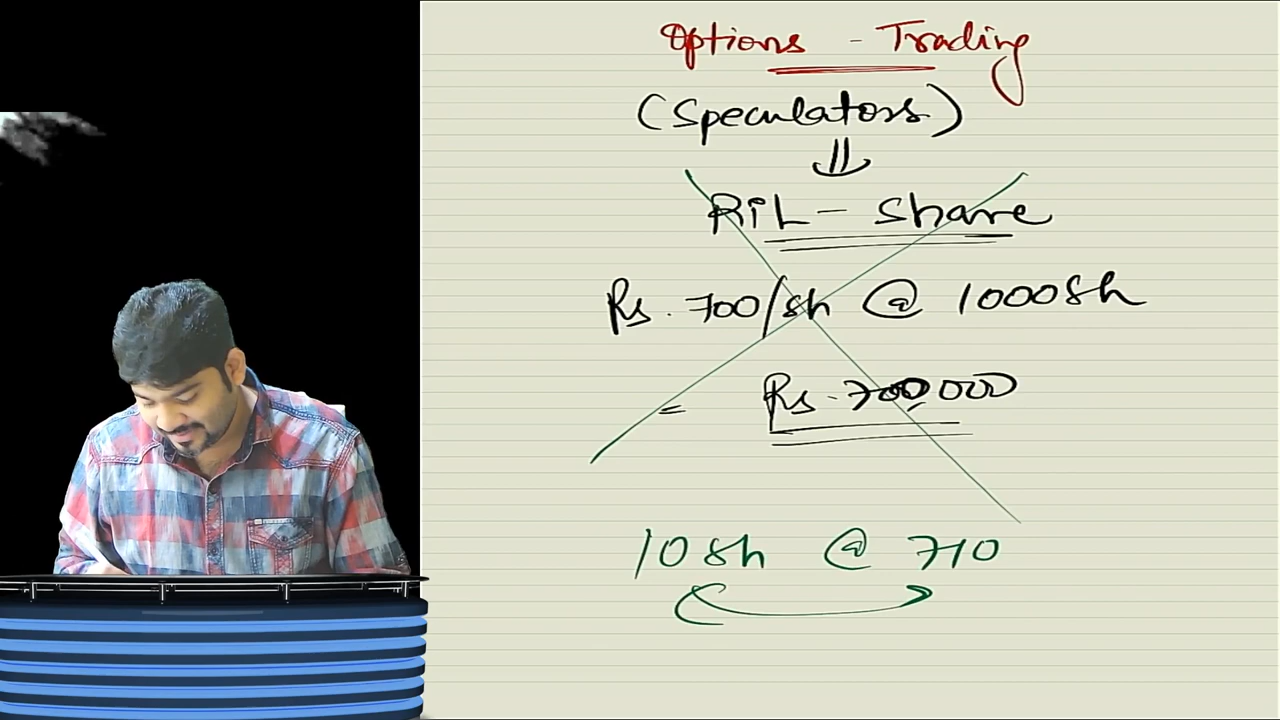 Options - Trading
(Speculators)
RIL - Share
Rs. 700/sh @ 1000 sh
= Rs. 700,000
10 sh @ 710